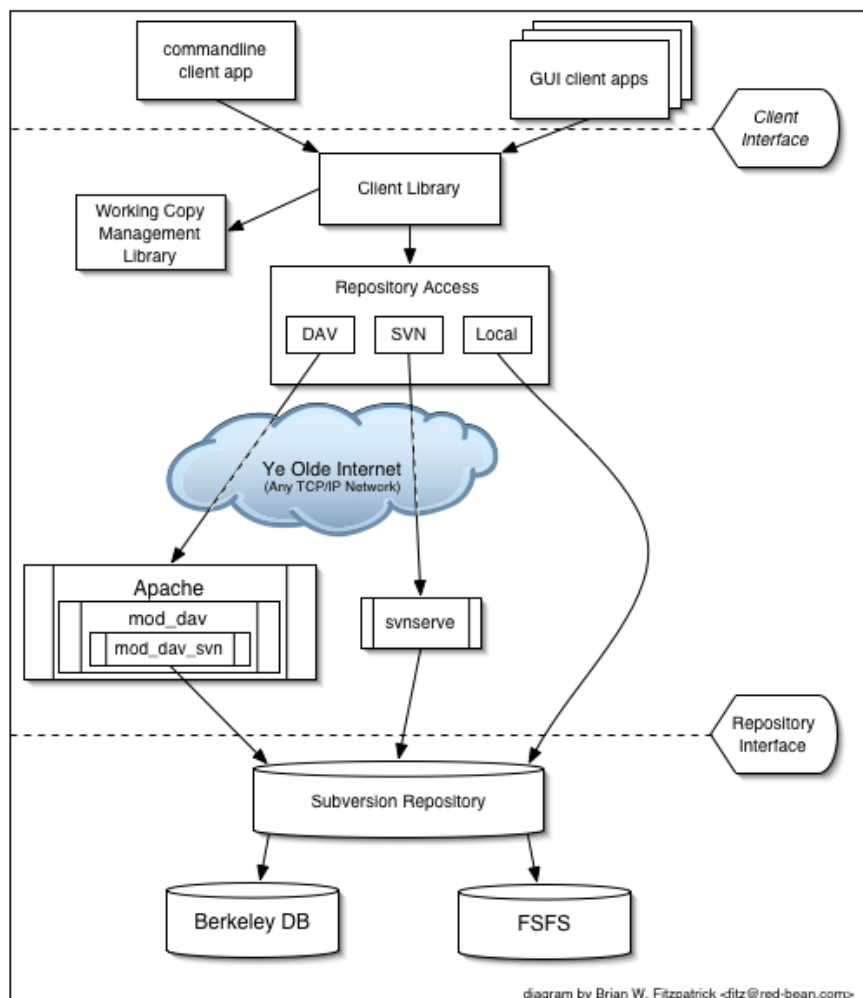 commandline
client app
GUI client apps
Client
Interface
Client Library
Working Copy
Management
Library
Repository Access
DAV
SVN
Local
Ye Olde Internet
(Any TCP/IP Network)
Apache
mod_dav
mod_dav_svn
svnserve
Repository
Interface
Subversion Repository
Berkeley DB
FSFS
diagram by Brian W. Fitzpatrick <fitz@red-bean.com>